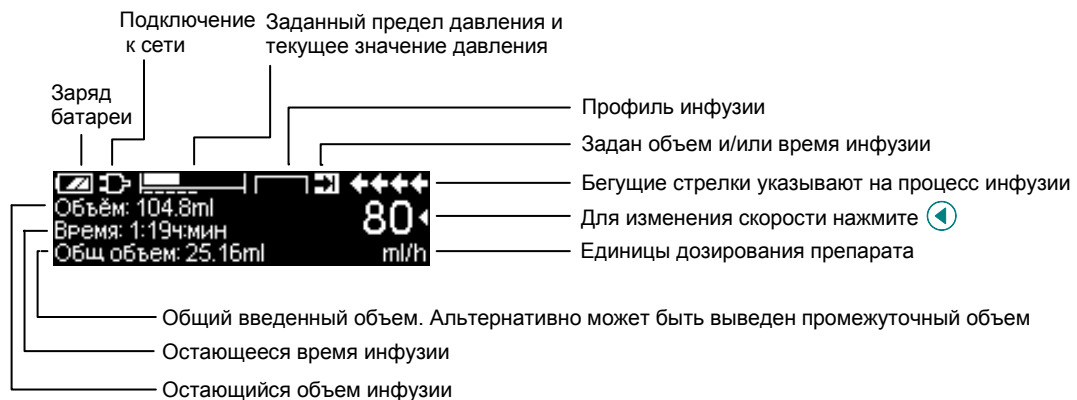 Подключение
к сети
Заданный предел давления и
текущее значение давления
Заряд
батареи
Профиль инфузии
Задан объем и/или время инфузии
Бегущие стрелки указывают на процесс инфузии
Для изменения скорости нажмите
Единицы дозирования препарата
Объём: 104.8ml
Время: 1:19ч:мин
Общ объем: 25.16ml
80
ml/h
Общий введенный объем. Альтернативно может быть выведен промежуточный объем
Остающееся время инфузии
Остающийся объем инфузии